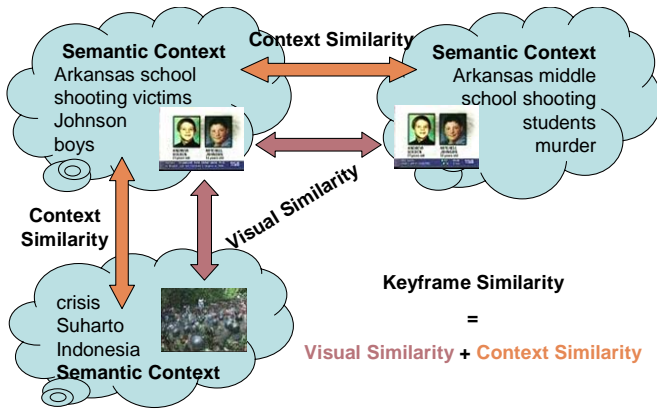 Semantic Context
Arkansas school
shooting victims
Johnson
boys
Context Similarity
Semantic Context
Arkansas middle
school shooting
students
murder
Context
Similarity
Visual Similarity
crisis
Suharto
Indonesia
Semantic Context
Keyframe Similarity
=
Visual Similarity + Context Similarity